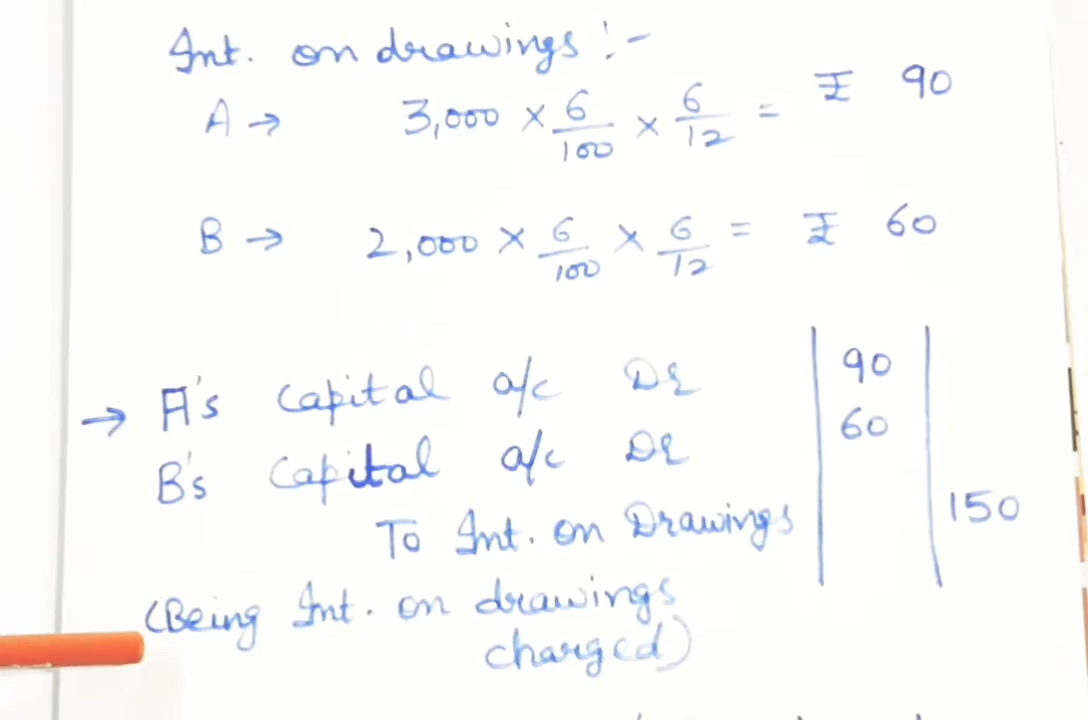 Int. on drawings :-
A → 3,000 × 6/100 × 6/12 = ₹ 90
B → 2,000 × 6/100 × 6/12 = ₹ 60
→ A's Capital a/c Dr 90
B's Capital a/c Dr 60
To Int. on Drawings 150
(Being Int. on drawings
charged)